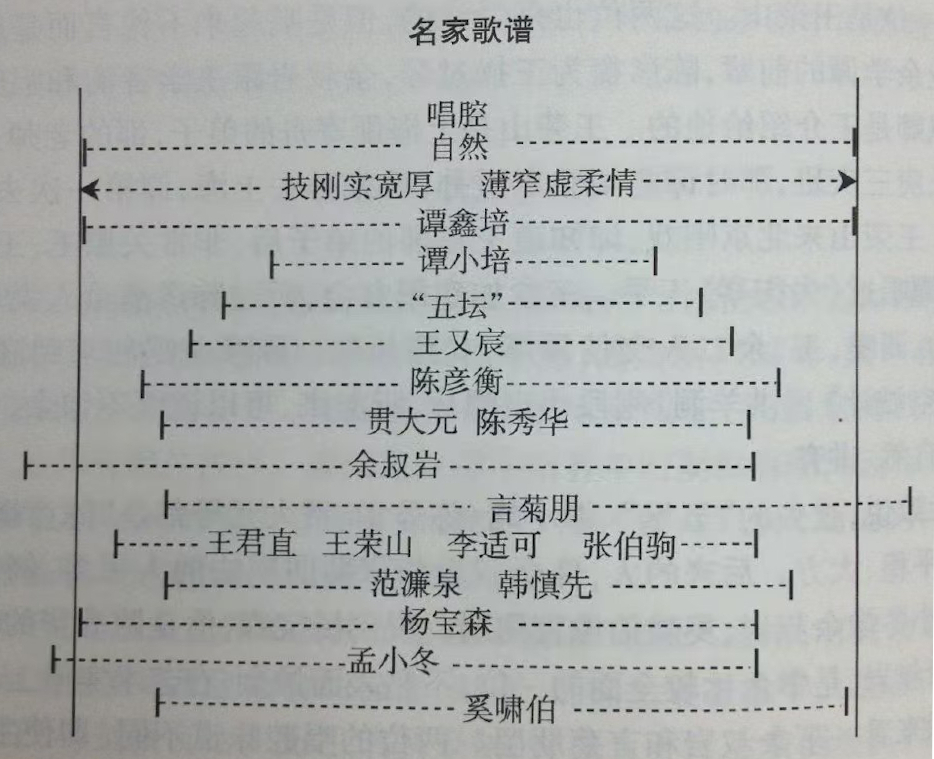 名家歌谱
唱腔
自然
技刚实宽厚 薄窄虚柔情
谭鑫培
谭小培
“五坛”
王又宸
陈彦衡
贯大元 陈秀华
余叔岩
言菊朋
王君直 王荣山 李适可 张伯驹
范濂泉 韩慎先
杨宝森
孟小冬
奚啸伯